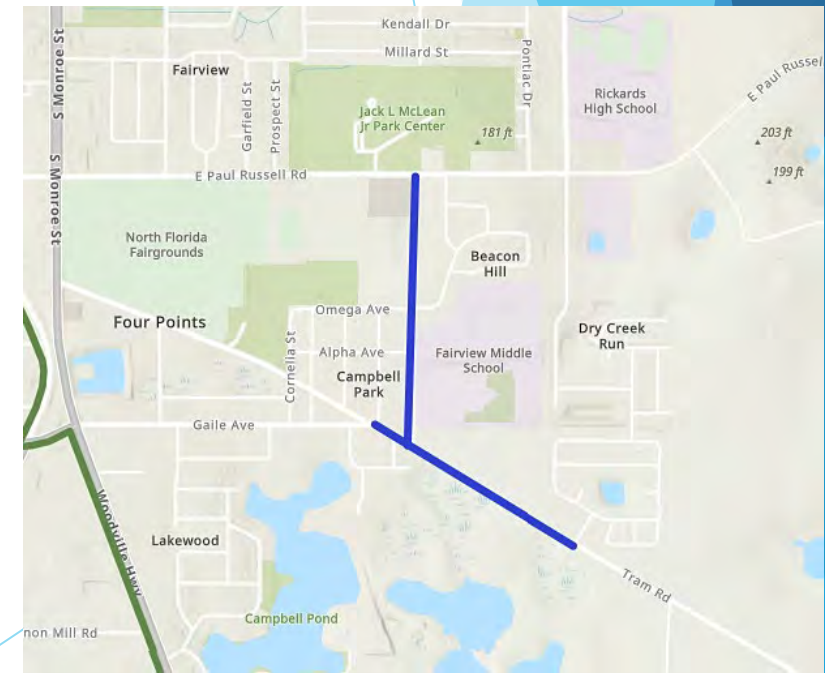 Kendall Dr
Millard St
S Monroe St
Fairview
Garfield St
Prospect St
Pontiac Dr
Jack L McLean
Jr Park Center
181 ft
Rickards
High School
E Paul Russel
203 ft
199 ft
E Paul Russell Rd
S Monroe St
North Florida
Fairgrounds
Beacon
Hill
Omega Ave
Four Points
Cornelia St
Alpha Ave
Fairview Middle
School
Dry Creek
Run
Campbell
Park
Gaile Ave
Woodville Hwy
Lakewood
Tram Rd
Campbell Pond
non Mill Rd